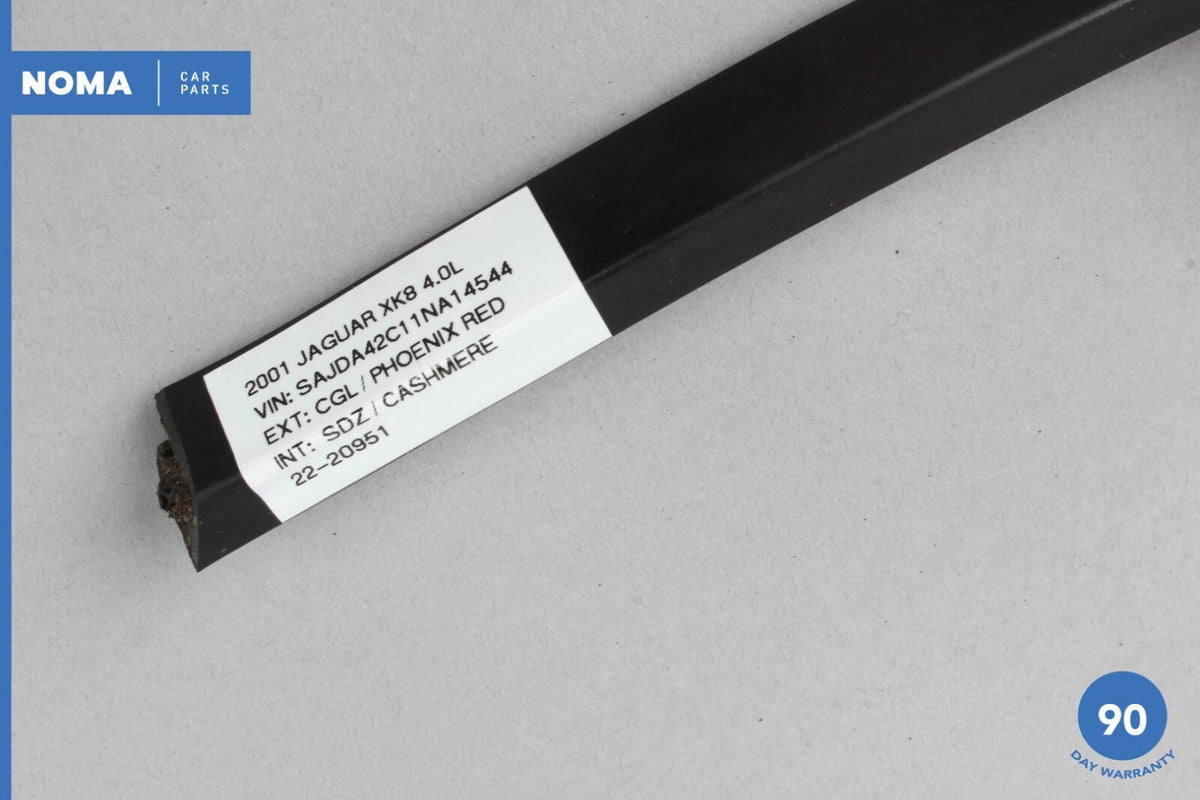 NOMA CAR PARTS
2001 JAGUAR XK8 4.0L
VIN: SAJDA42C11NA14544
EXT: CGL / PHOENIX RED
INT: SDZ / CASHMERE
22-20951
90
DAY WARRANTY